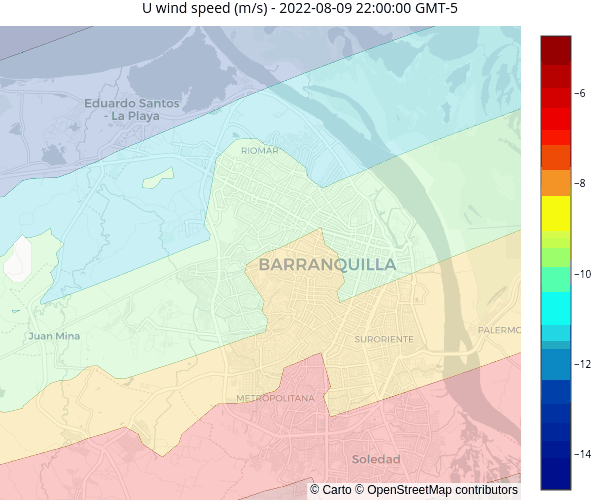 U wind speed (m/s) - 2022-08-09 22:00:00 GMT-5
Eduardo Santos
- La Playa
RIOMAR
BARRANQUILLA
Juan Mina
SURORIENTE
PALERMO
METROPOLITANA
Soledad
© Carto © OpenStreetMap contributors
−6
−8
−10
−12
−14